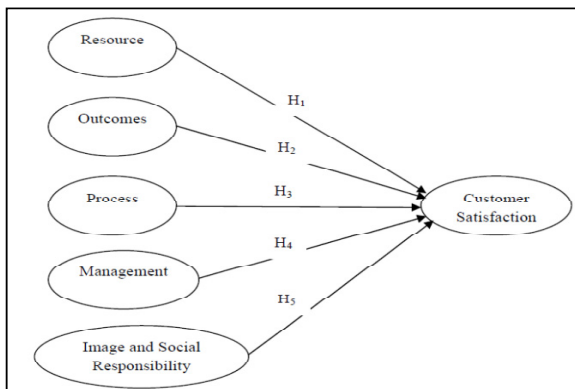 Resource
H₁
Outcomes
H₂
Process
H₃
Customer
Satisfaction
Management
H₄
H₅
Image and Social
Responsibility